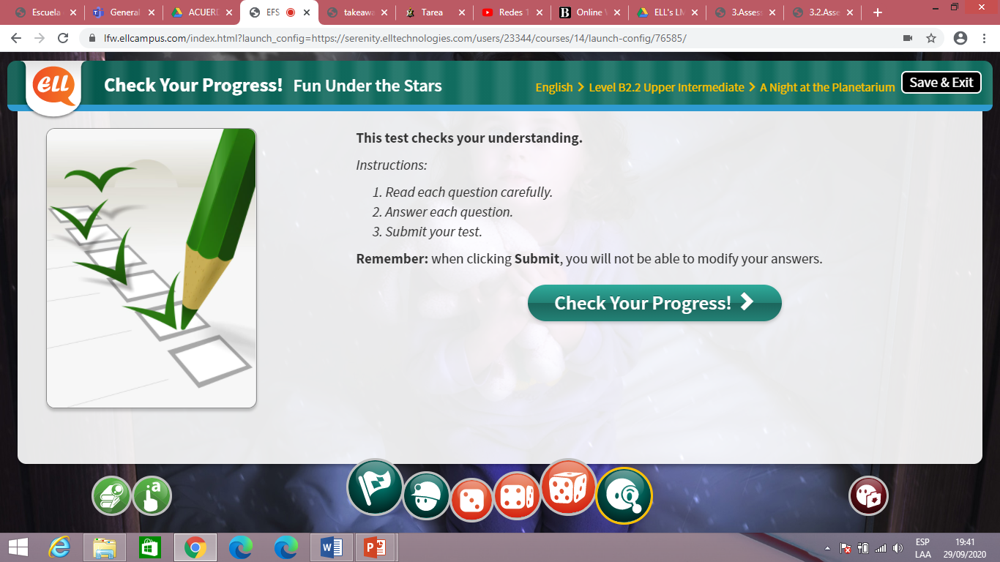 Escuela
General
ACUERD
EFS
takeawa
Tarea
Redes 1
Online
ELL's LM
3.Asses
3.2.Asse
lfw.ellcampus.com/index.html?launch_config=https://serenity.elltechnologies.com/users/23344/courses/14/launch-config/76585/
ell
Check Your Progress! Fun Under the Stars
English > Level B2.2 Upper Intermediate > A Night at the Planetarium
Save & Exit
This test checks your understanding.
Instructions:
1. Read each question carefully.
2. Answer each question.
3. Submit your test.
Remember: when clicking Submit, you will not be able to modify your answers.
Check Your Progress!
a
ESP
LAA
19:41
29/09/2020